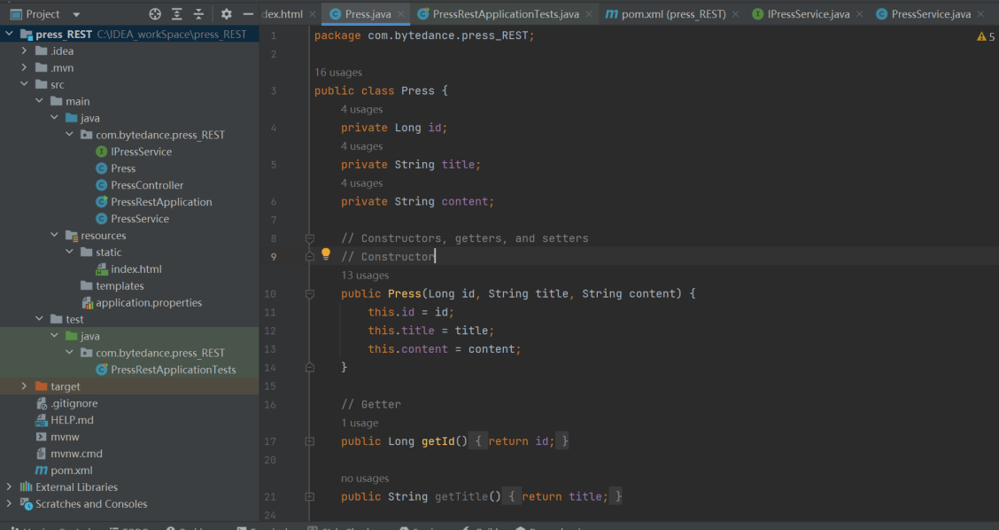 Project
press_REST C:\IDEA_workSpace\press_REST
.idea
.mvn
src
main
java
com.bytedance.press_REST
IPressService
Press
PressController
PressRestApplication
PressService
resources
static
index.html
templates
application.properties
test
java
com.bytedance.press_REST
PressRestApplicationTests
target
.gitignore
HELP.md
mvnw
mvnw.cmd
pom.xml
External Libraries
Scratches and Consoles
dex.html Press.java PressRestApplicationTests.java pom.xml (press_REST) IPressService.java PressService.java
5
1 package com.bytedance.press_REST;
2
16 usages
3 public class Press {
4 usages
4 private Long id;
4 usages
5 private String title;
4 usages
6 private String content;
7
8 // Constructors, getters, and setters
9 // Constructor
13 usages
10 public Press(Long id, String title, String content) {
11 this.id = id;
12 this.title = title;
13 this.content = content;
14 }
15
16 // Getter
1 usage
17 public Long getId() { return id; }
20
no usages
21 public String getTitle() { return title; }
24